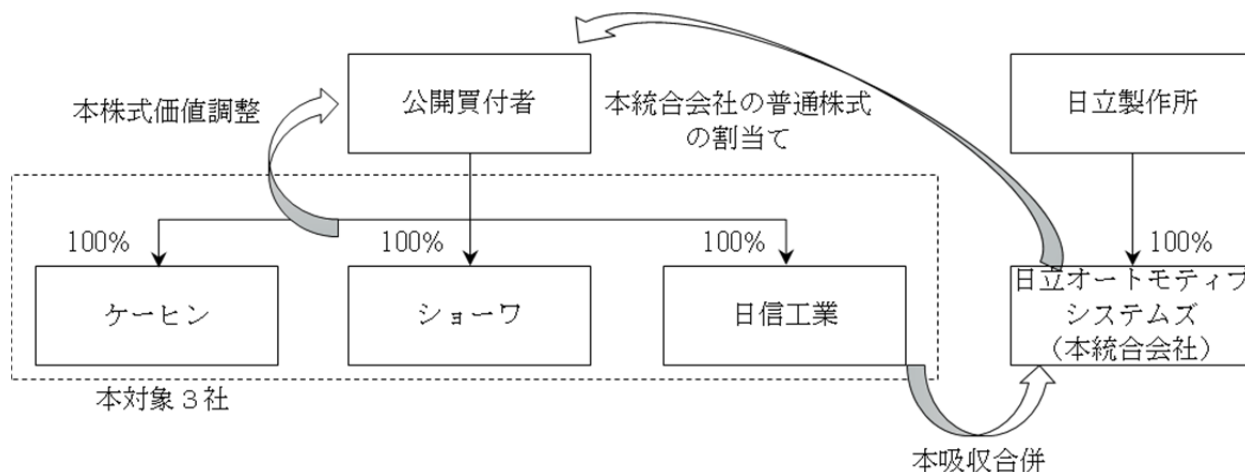 公開買付者
日立製作所
本株式価値調整
本統合会社の普通株式
の割当て
100%
100%
100%
100%
ケーヒン
ショーワ
日信工業
日立オートモティブ
システムズ
（本統合会社）
本対象３社
本吸収合併